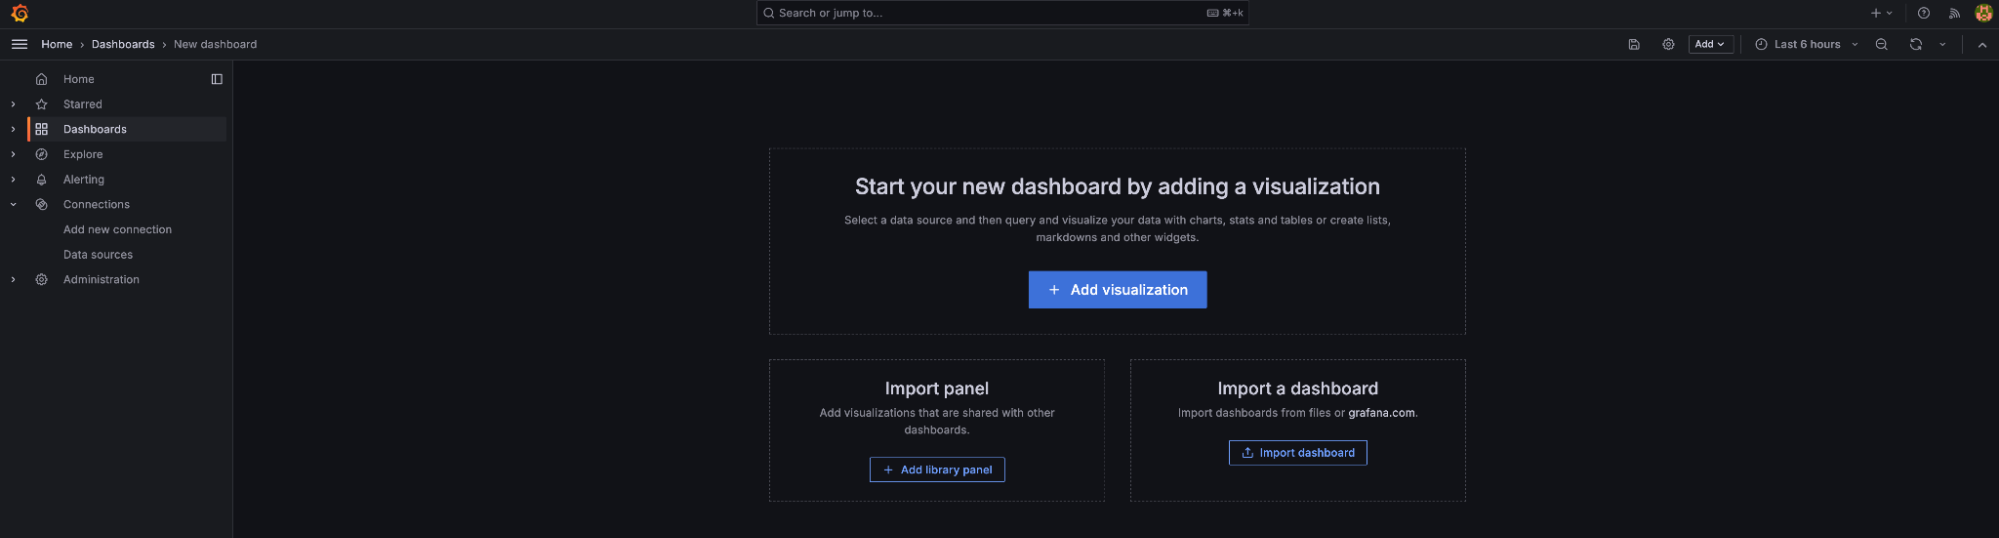 Search or jump to...
⌘+k
Home › Dashboards › New dashboard
Add
Last 6 hours
Home
Starred
Dashboards
Explore
Alerting
Connections
Add new connection
Data sources
Administration
Start your new dashboard by adding a visualization
Select a data source and then query and visualize your data with charts, stats and tables or create lists,
markdowns and other widgets.
+ Add visualization
Import panel
Add visualizations that are shared with other
dashboards.
+ Add library panel
Import a dashboard
Import dashboards from files or grafana.com.
Import dashboard